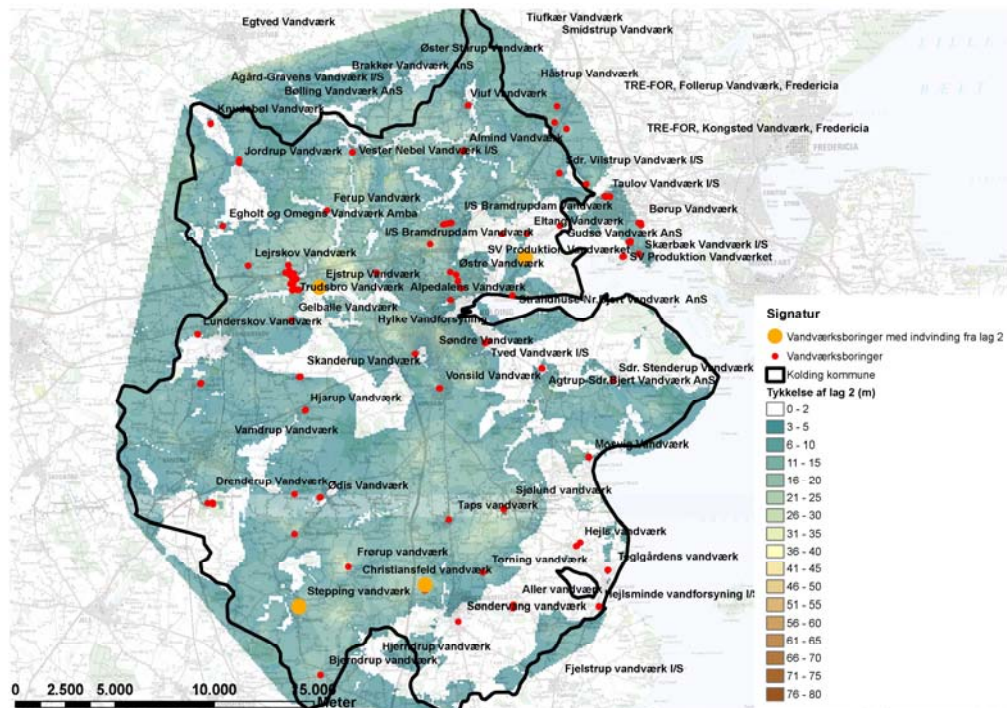 Egtved Vandværk
Tiufkær Vandværk
Smidstrup Vandværk
Øster Starup Vandværk
Brakker Vandværk AnS
Ågård-Gravens Vandværk I/S
Bølling Vandværk AnS
Håstrup Vandværk
TRE-FOR, Follerup Vandværk, Fredericia
Viuf Vandværk
Knudsbøl Vandværk
TRE-FOR, Kongsted Vandværk, Fredericia
Almind Vandværk
FREDERICIA
Jordrup Vandværk
Vester Nebel Vandværk I/S
Sdr. Vilstrup Vandværk I/S
Taulov Vandværk I/S
Ferup Vandværk
I/S Bramdrupdam Vandværk
Børup Vandværk
Egholt og Omegns Vandværk Amba
Eltang Vandværk
I/S Bramdrupdam Vandværk
Gudsø Vandværk AnS
Skærbæk Vandværk I/S
Lejrskov Vandværk
SV Produktion Vandværket
SV Produktion Vandværket
Østre Vandværk
Ejstrup Vandværk
Trudsbro Vandværk
Alpedalens Vandværk
Strandhuse-Nr.Bjert Vandværk AnS
Gelballe Vandværk
Lunderskov Vandværk
Hylke Vandforsyning
Søndre Vandværk
Tved Vandværk I/S
Skanderup Vandværk
Vonsild Vandværk
Sdr. Stenderup Vandværk
Agtrup-Sdr.Bjert Vandværk AnS
Hjarup Vandværk
Vamdrup Vandværk
Mosvig Vandværk
Drenderup Vandværk
Ødis Vandværk
Sjølund vandværk
Taps vandværk
Hejls vandværk
Frørup vandværk
Torning vandværk
Teglgårdens vandværk
Christiansfeld vandværk
Stepping vandværk
Aller vandværk
Hejlsminde vandforsyning I/S
Søndervang vandværk
Hjerndrup vandværk
Bjerndrup vandværk
Fjelstrup vandværk I/S
0 2.500 5.000 10.000 15.000
Meter
Signatur
Vandværksboringer med indvinding fra lag 2
Vandværksboringer
Kolding kommune
Tykkelse af lag 2 (m)
0 - 2
3 - 5
6 - 10
11 - 15
16 - 20
21 - 25
26 - 30
31 - 35
36 - 40
41 - 45
46 - 50
51 - 55
56 - 60
61 - 65
66 - 70
71 - 75
76 - 80